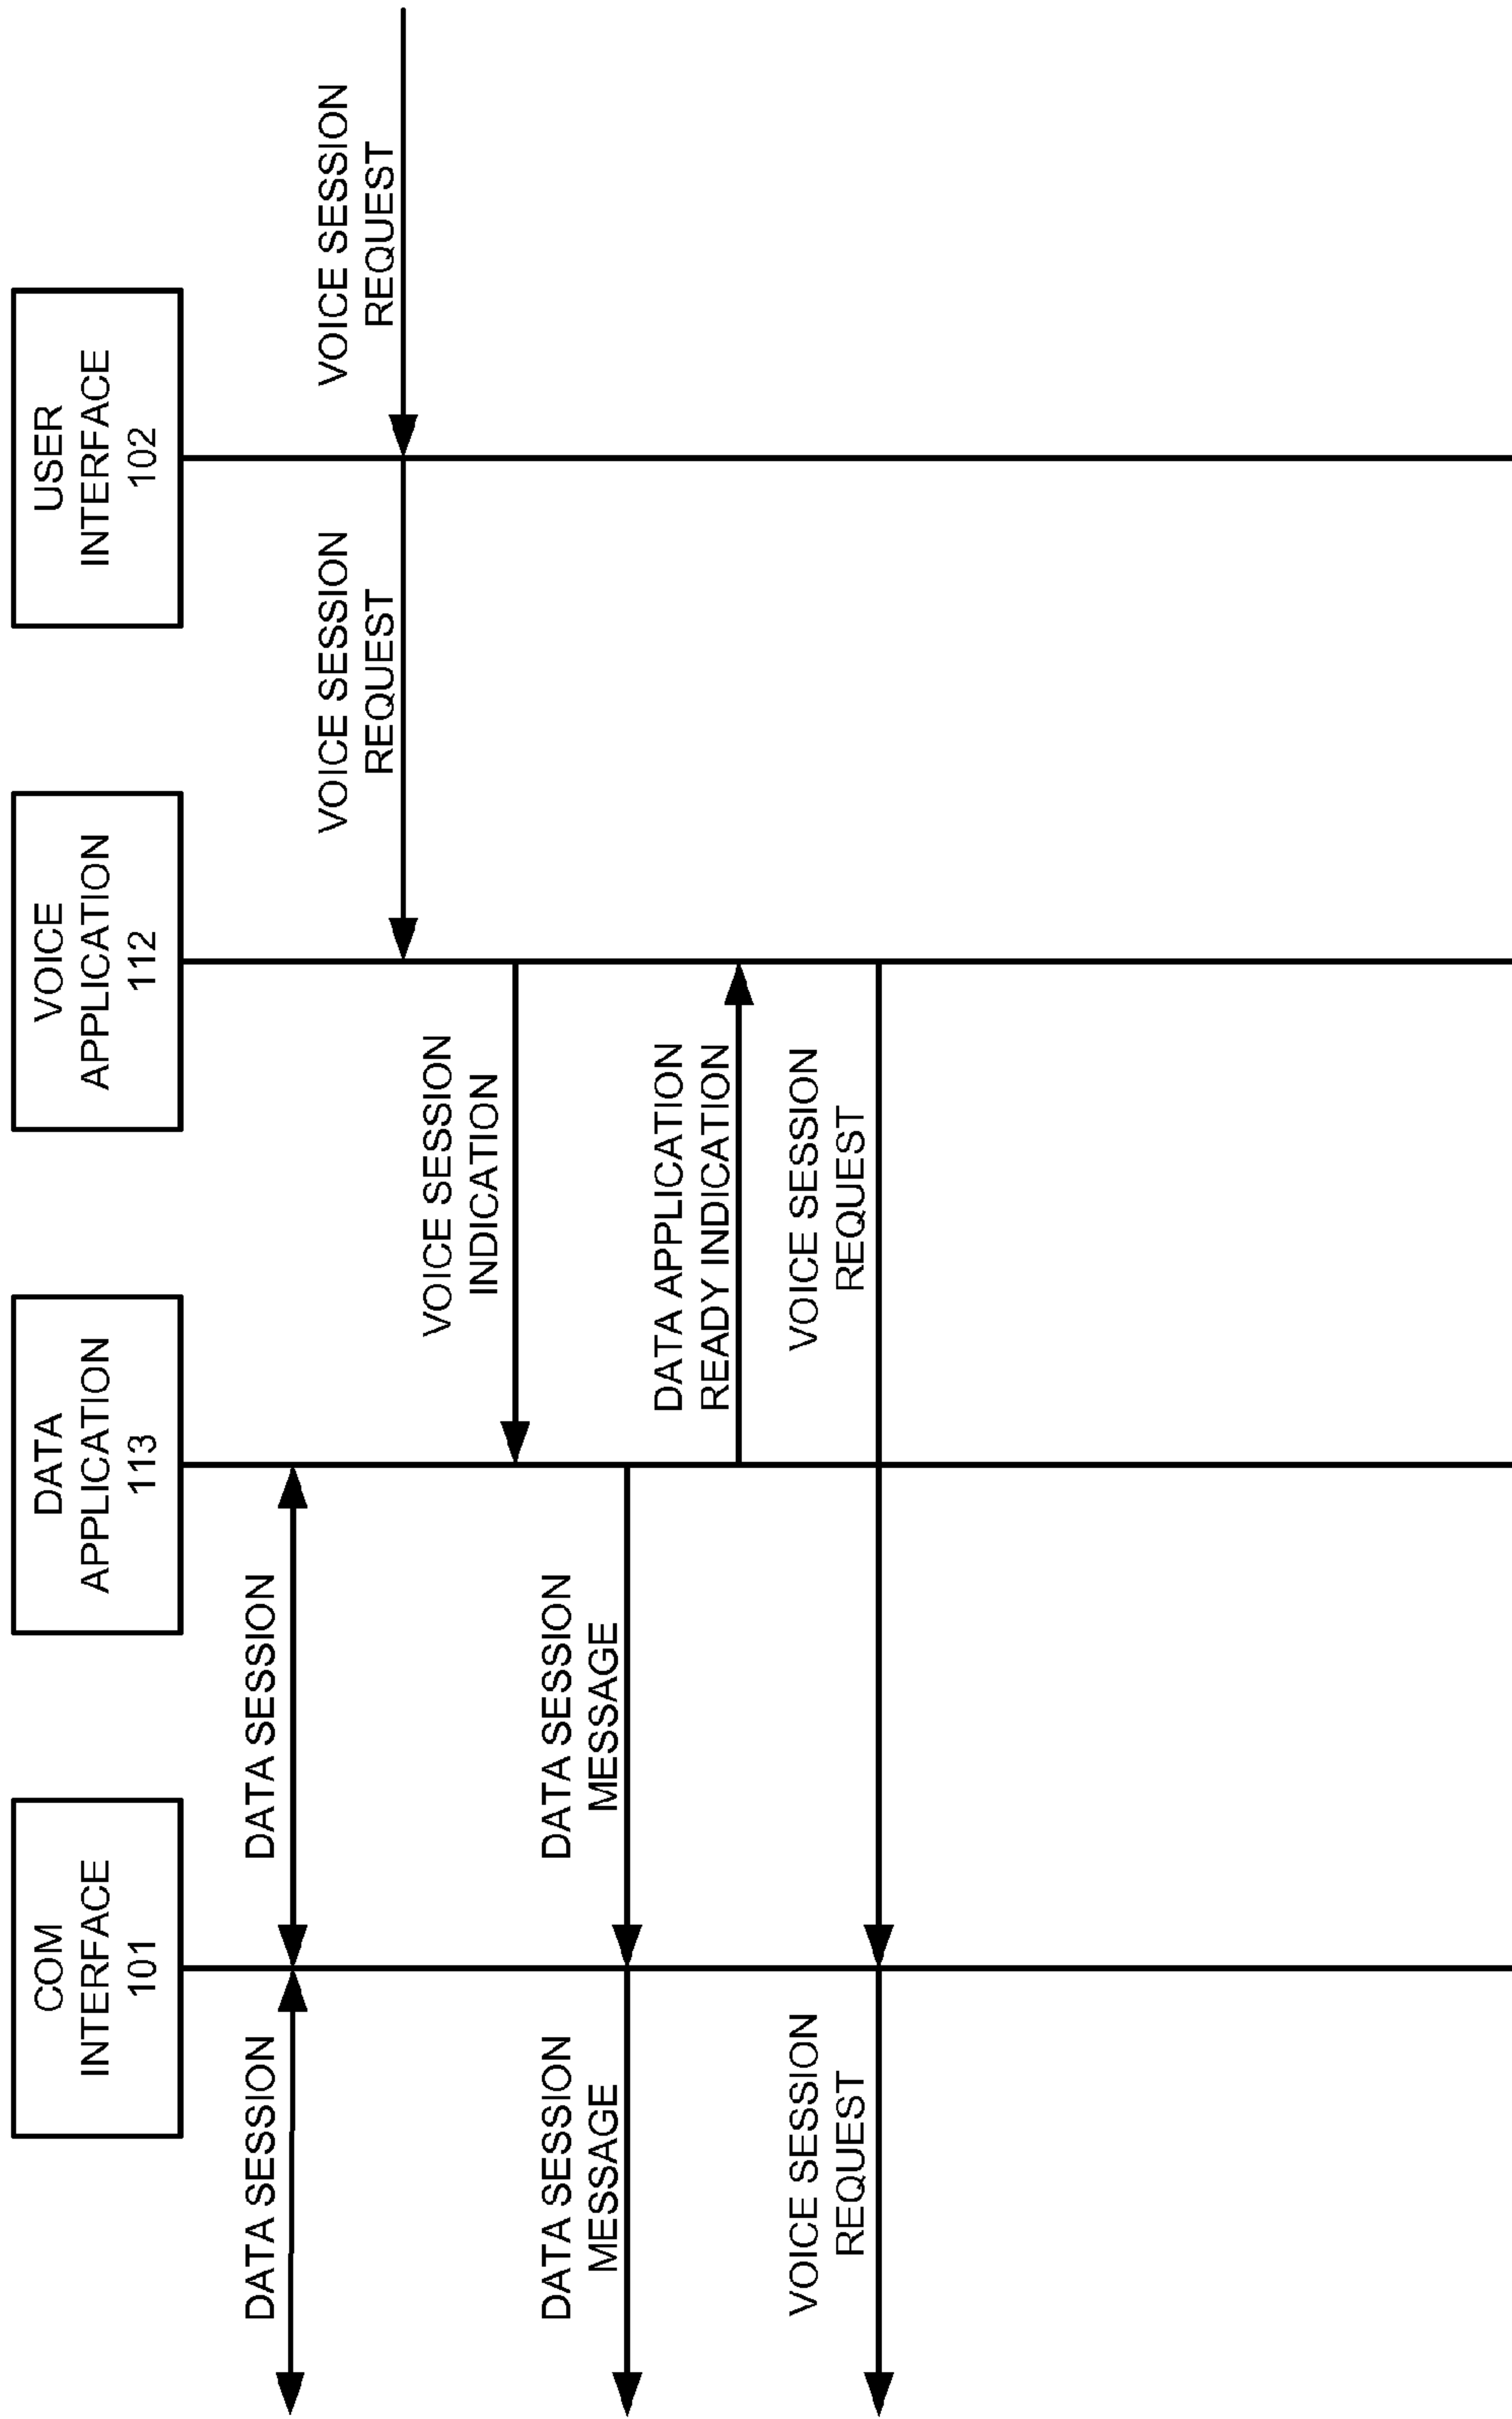 COM
INTERFACE
101
DATA
APPLICATION
113
VOICE
APPLICATION
112
USER
INTERFACE
102
DATA SESSION
DATA SESSION
VOICE SESSION
REQUEST
VOICE SESSION
REQUEST
VOICE SESSION
INDICATION
DATA SESSION
MESSAGE
DATA SESSION
MESSAGE
DATA APPLICATION
READY INDICATION
VOICE SESSION
REQUEST
VOICE SESSION
REQUEST